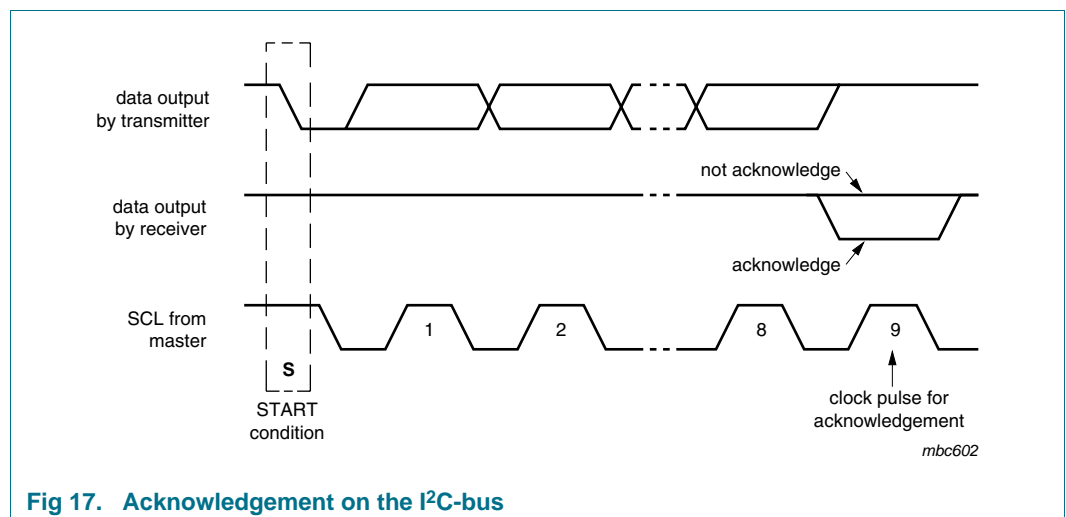 data output
by transmitter
not acknowledge
data output
by receiver
acknowledge
SCL from
master
1
2
8
9
S
START
condition
clock pulse for
acknowledgement
mbc602
Fig 17. Acknowledgement on the I²C-bus